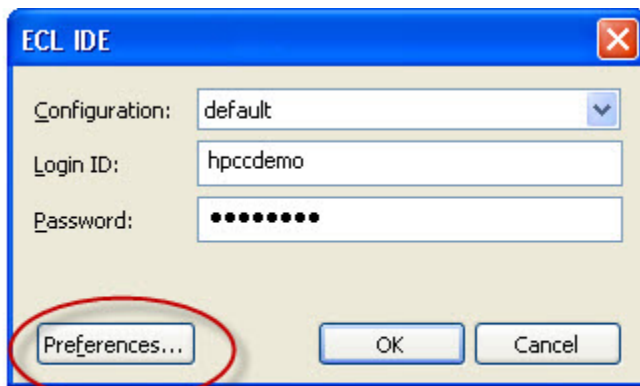 ECL IDE
Configuration: default
Login ID: hpccdemo
Password: ●●●●●●●●
Preferences... OK Cancel